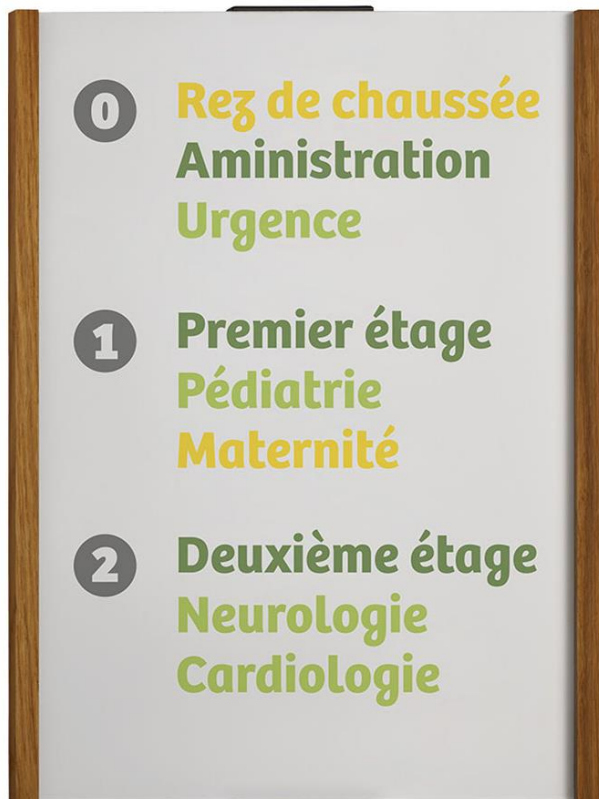 0 Rez de chaussée
Aministration
Urgence
1 Premier étage
Pédiatrie
Maternité
2 Deuxième étage
Neurologie
Cardiologie